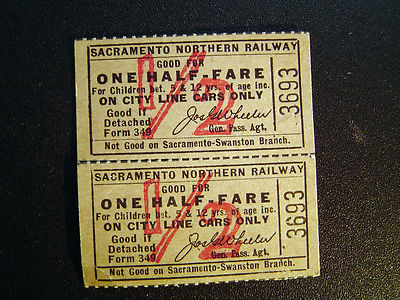 SACRAMENTO NORTHERN RAILWAY
GOOD FOR
ONE HALF-FARE
For Children bet. 5 & 12 yrs. of age inc.
ON CITY LINE CARS ONLY
Good if
Detached
Form 349
Jos G Wheeler
Gen. Pass. Agt.
Not Good on Sacramento-Swanston Branch.
3693
1/2
SACRAMENTO NORTHERN RAILWAY
GOOD FOR
ONE HALF-FARE
For Children bet. 5 & 12 yrs. of age inc.
ON CITY LINE CARS ONLY
Good if
Detached
Form 349
Jos G Wheeler
Gen. Pass. Agt.
Not Good on Sacramento-Swanston Branch.
3693
1/2